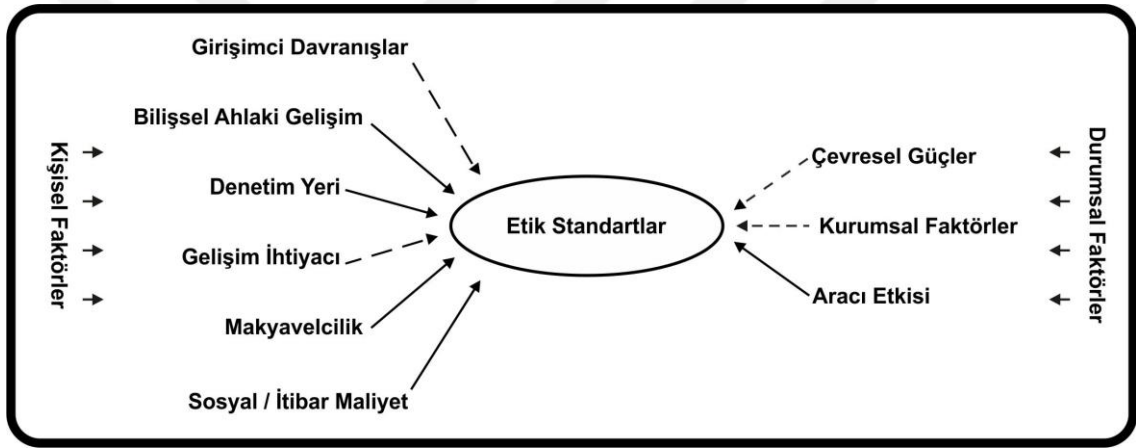 Girişimci Davranışlar
Bilişsel Ahlaki Gelişim
Denetim Yeri
Gelişim İhtiyacı
Makyavelcilik
Sosyal / İtibar Maliyet
Kişisel Faktörler
Etik Standartlar
Çevresel Güçler
Kurumsal Faktörler
Aracı Etkisi
Durumsal Faktörler